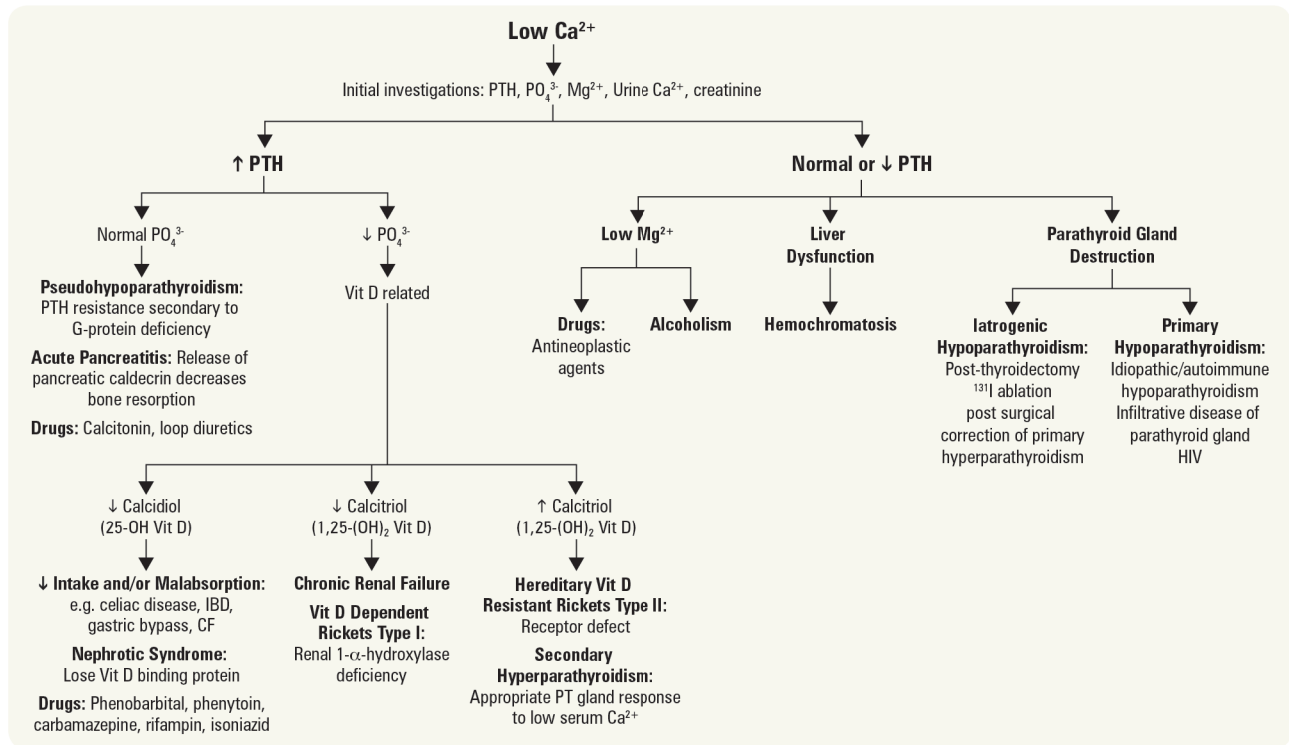 Low Ca²⁺
Initial investigations: PTH, PO₄³⁻, Mg²⁺, Urine Ca²⁺, creatinine
↑ PTH
Normal or ↓ PTH
Normal PO₄³⁻
↓ PO₄³⁻
Low Mg²⁺
Liver
Dysfunction
Parathyroid Gland
Destruction
Pseudohypoparathyroidism:
PTH resistance secondary to
G-protein deficiency
Acute Pancreatitis: Release of
pancreatic caldecrin decreases
bone resorption
Drugs: Calcitonin, loop diuretics
Vit D related
Drugs:
Antineoplastic
agents
Alcoholism
Hemochromatosis
Iatrogenic
Hypoparathyroidism:
Post-thyroidectomy
¹³¹I ablation
post surgical
correction of primary
hyperparathyroidism
Primary
Hypoparathyroidism:
Idiopathic/autoimmune
hypoparathyroidism
Infiltrative disease of
parathyroid gland
HIV
↓ Calcidiol
(25-OH Vit D)
↓ Calcitriol
(1,25-(OH)₂ Vit D)
↑ Calcitriol
(1,25-(OH)₂ Vit D)
↓ Intake and/or Malabsorption:
e.g. celiac disease, IBD,
gastric bypass, CF
Nephrotic Syndrome:
Lose Vit D binding protein
Drugs: Phenobarbital, phenytoin,
carbamazepine, rifampin, isoniazid
Chronic Renal Failure
Vit D Dependent
Rickets Type I:
Renal 1-α-hydroxylase
deficiency
Hereditary Vit D
Resistant Rickets Type II:
Receptor defect
Secondary
Hyperparathyroidism:
Appropriate PT gland response
to low serum Ca²⁺